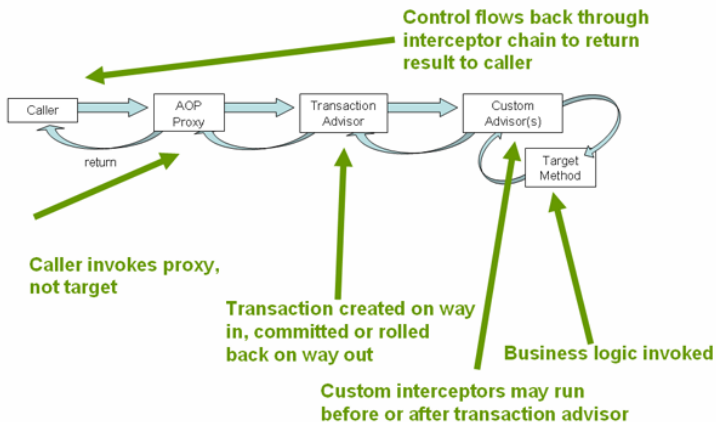 Control flows back through
interceptor chain to return
result to caller
Caller
AOP
Proxy
Transaction
Advisor
Custom
Advisor(s)
return
Target
Method
Caller invokes proxy,
not target
Transaction created on way
in, committed or rolled
back on way out
Business logic invoked
Custom interceptors may run
before or after transaction advisor